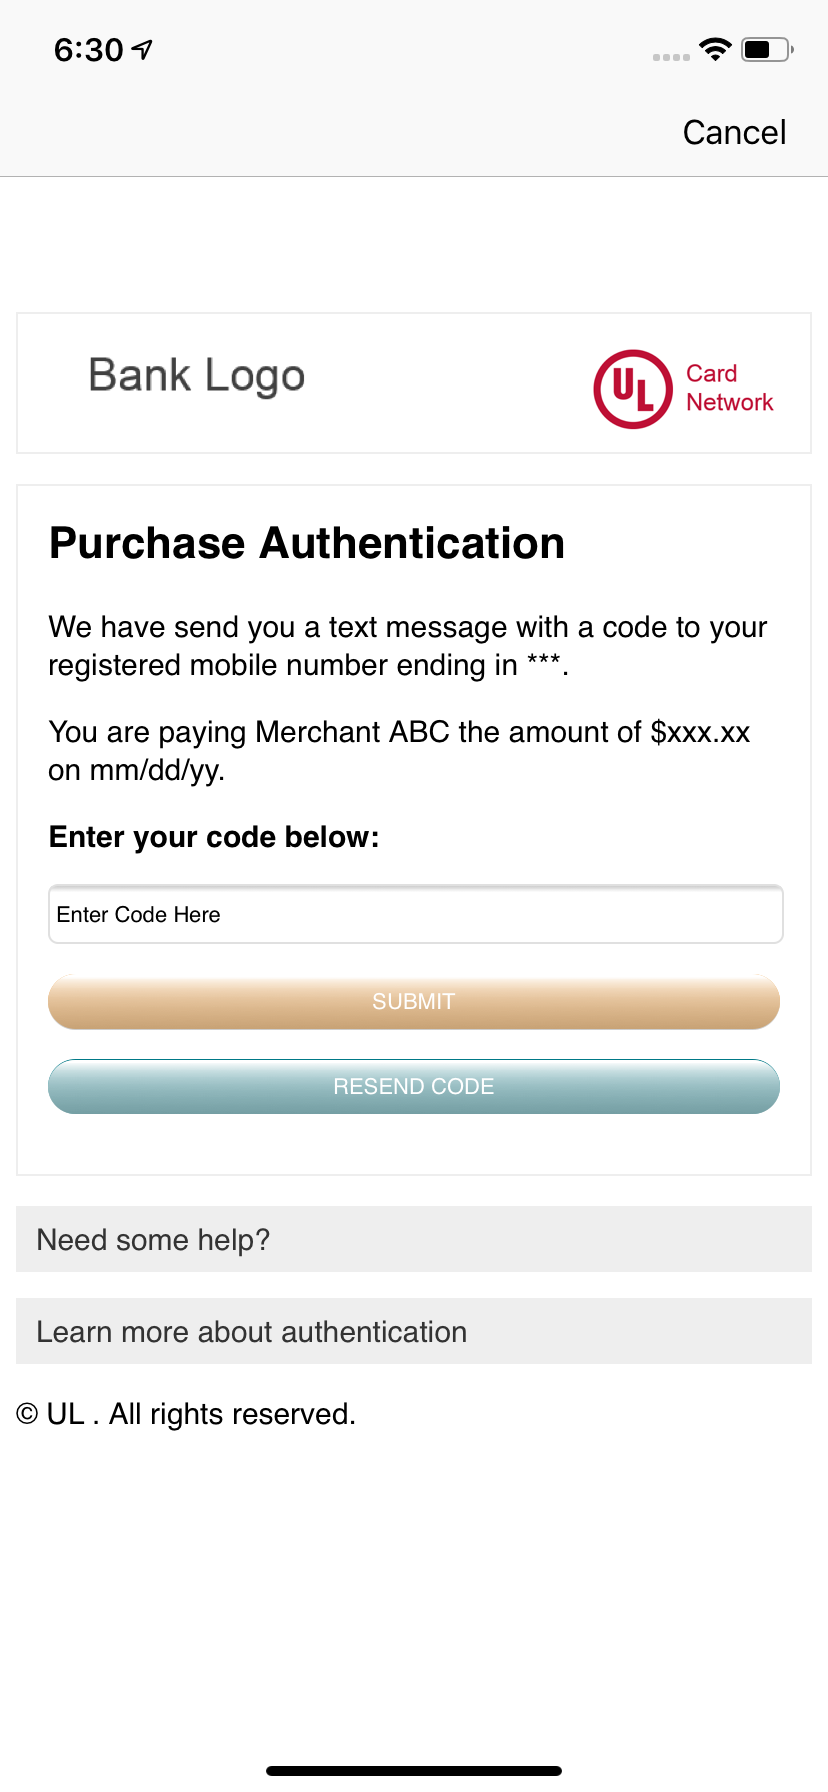 6:30
Cancel
Bank Logo
UL
Card
Network
Purchase Authentication
We have send you a text message with a code to your
registered mobile number ending in ***.
You are paying Merchant ABC the amount of $xxx.xx
on mm/dd/yy.
Enter your code below:
Enter Code Here
SUBMIT
RESEND CODE
Need some help?
Learn more about authentication
© UL . All rights reserved.